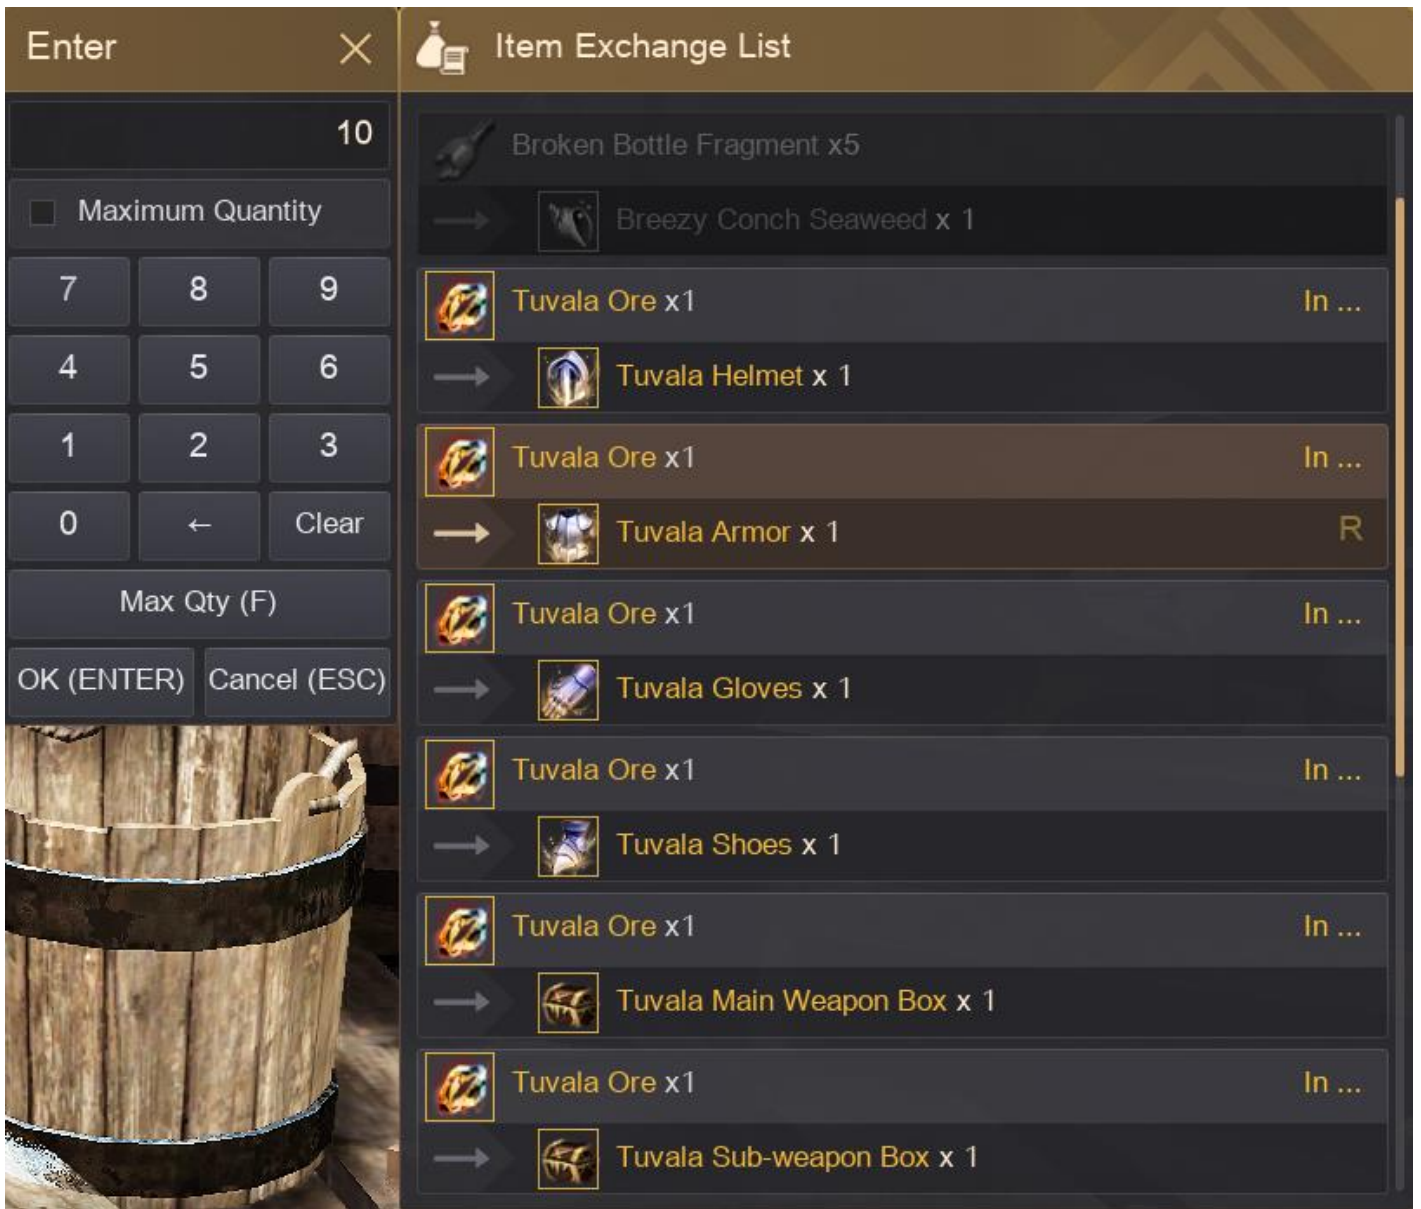 Enter
10
Maximum Quantity
7 8 9
4 5 6
1 2 3
0 ← Clear
Max Qty (F)
OK (ENTER) Cancel (ESC)
Item Exchange List
Broken Bottle Fragment x5
Breezy Conch Seaweed x 1
Tuvala Ore x1 In ...
Tuvala Helmet x 1
Tuvala Ore x1 In ...
Tuvala Armor x 1 R
Tuvala Ore x1 In ...
Tuvala Gloves x 1
Tuvala Ore x1 In ...
Tuvala Shoes x 1
Tuvala Ore x1 In ...
Tuvala Main Weapon Box x 1
Tuvala Ore x1 In ...
Tuvala Sub-weapon Box x 1